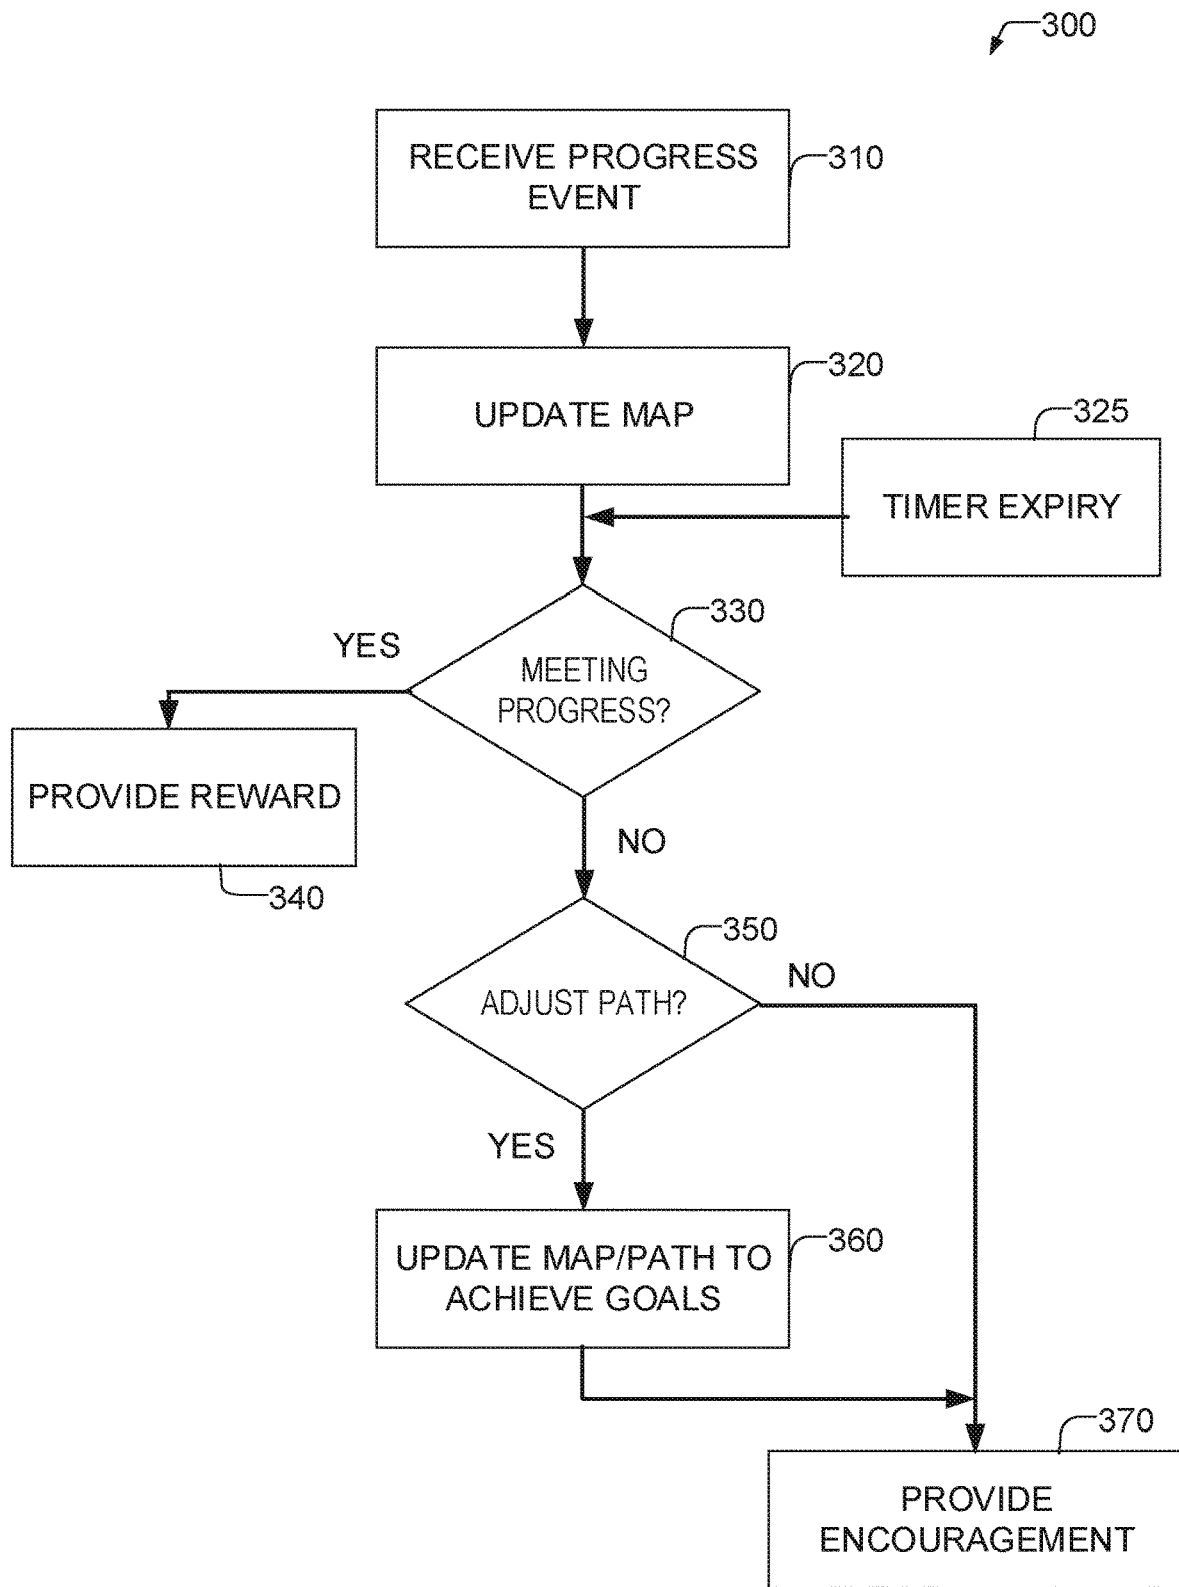 300
RECEIVE PROGRESS
EVENT
310
UPDATE MAP
320
325
TIMER EXPIRY
330
YES
MEETING
PROGRESS?
PROVIDE REWARD
340
NO
350
ADJUST PATH?
NO
YES
UPDATE MAP/PATH TO
ACHIEVE GOALS
360
370
PROVIDE
ENCOURAGEMENT